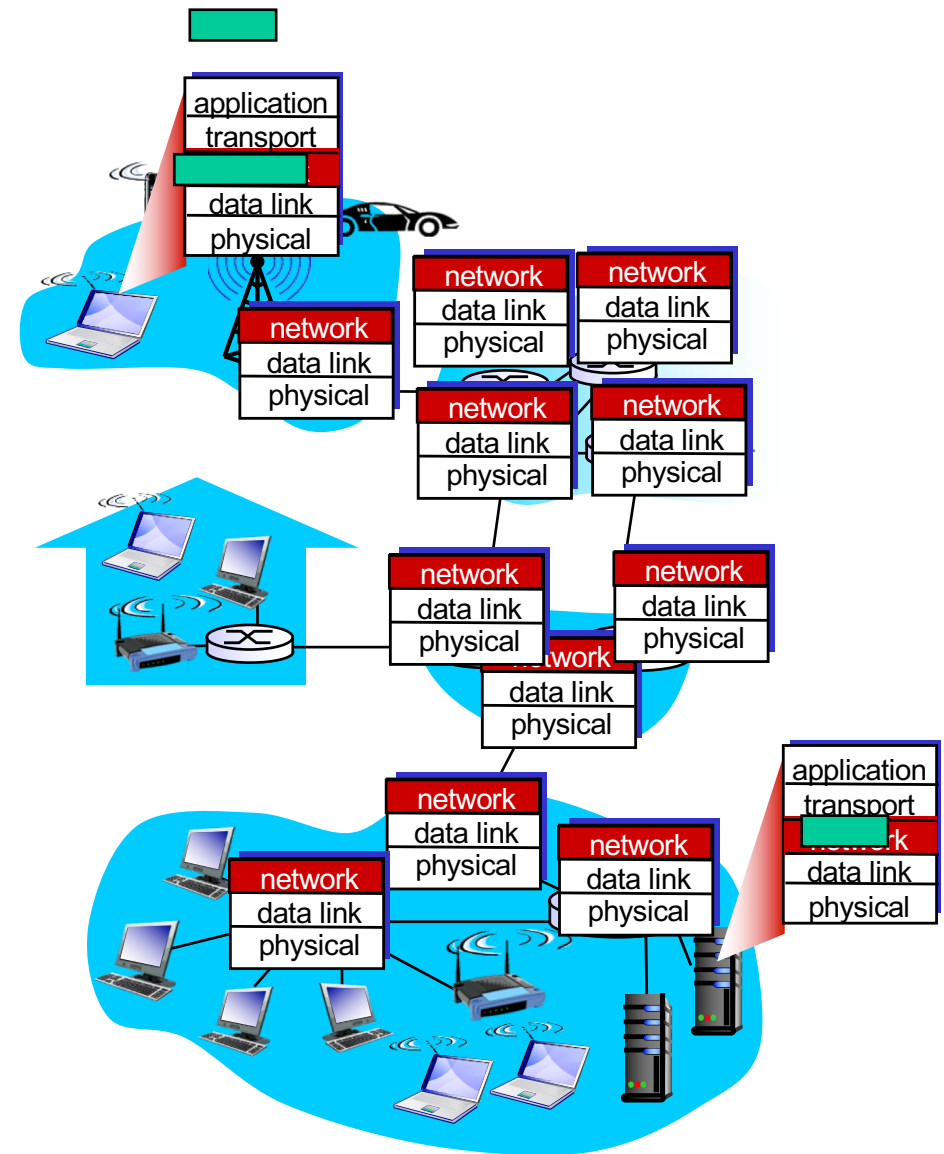 application
transport
data link
physical
network
data link
physical
network
data link
physical
network
data link
physical
network
data link
physical
network
data link
physical
network
data link
physical
network
data link
physical
network
data link
physical
network
data link
physical
application
transport
network
data link
physical
network
data link
physical
network
data link
physical